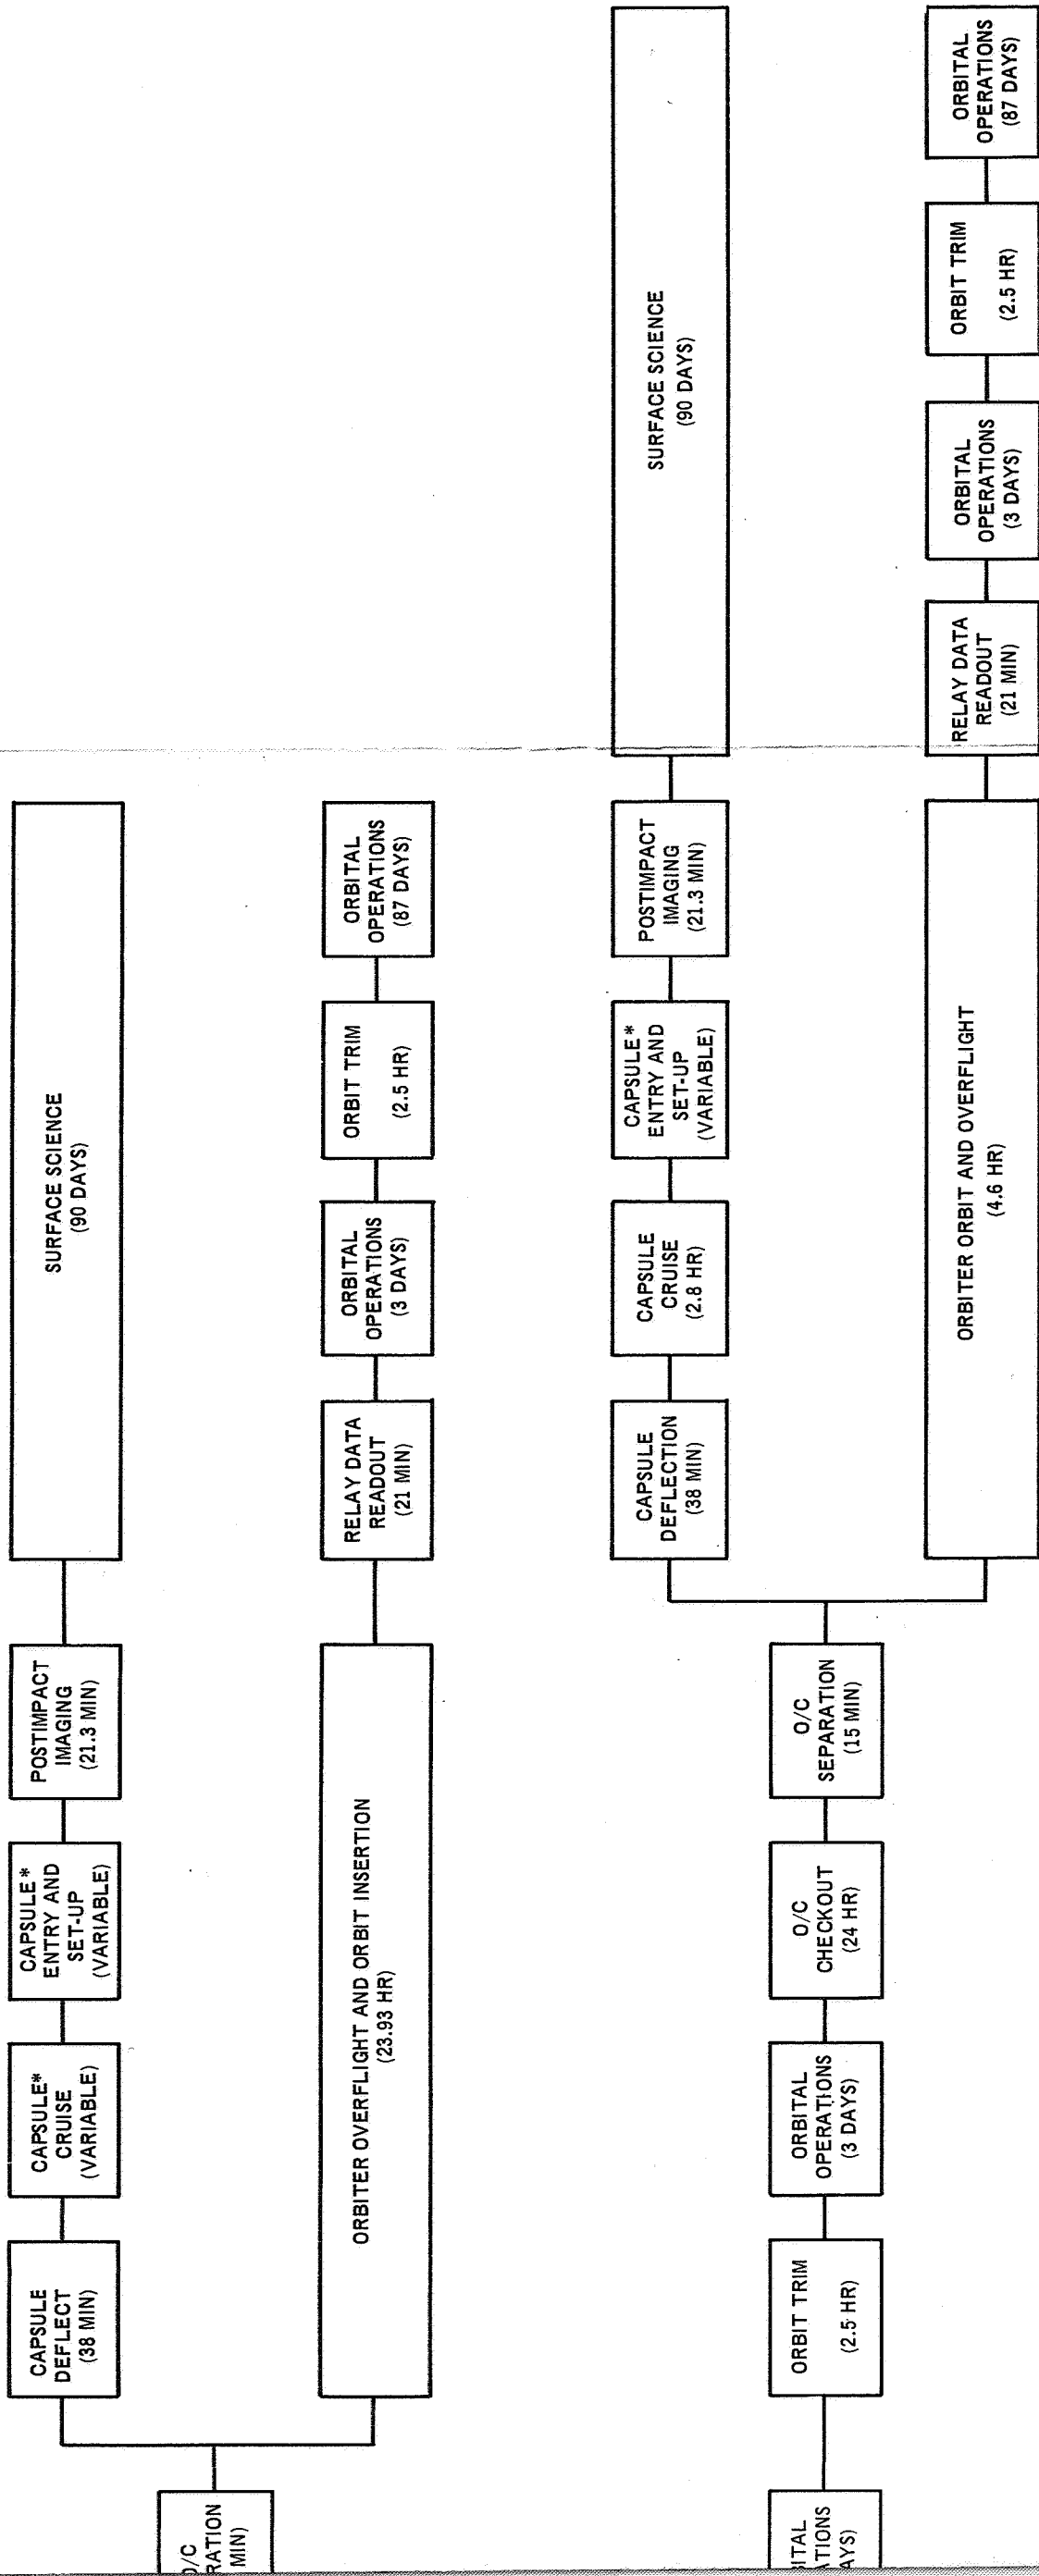 O/C
RATION
MIN)
CAPSULE
DEFLECT
(38 MIN)
CAPSULE*
CRUISE
(VARIABLE)
CAPSULE*
ENTRY AND
SET-UP
(VARIABLE)
POSTIMPACT
IMAGING
(21.3 MIN)
SURFACE SCIENCE
(90 DAYS)
ORBITER OVERFLIGHT AND ORBIT INSERTION
(23.93 HR)
RELAY DATA
READOUT
(21 MIN)
ORBITAL
OPERATIONS
(3 DAYS)
ORBIT TRIM
(2.5 HR)
ORBITAL
OPERATIONS
(87 DAYS)
ITAL
TIONS
AYS)
ORBIT TRIM
(2.5 HR)
ORBITAL
OPERATIONS
(3 DAYS)
O/C
CHECKOUT
(24 HR)
O/C
SEPARATION
(15 MIN)
CAPSULE
DEFLECTION
(38 MIN)
CAPSULE
CRUISE
(2.8 HR)
CAPSULE*
ENTRY AND
SET-UP
(VARIABLE)
POSTIMPACT
IMAGING
(21.3 MIN)
SURFACE SCIENCE
(90 DAYS)
ORBITER ORBIT AND OVERFLIGHT
(4.6 HR)
RELAY DATA
READOUT
(21 MIN)
ORBITAL
OPERATIONS
(3 DAYS)
ORBIT TRIM
(2.5 HR)
ORBITAL
OPERATIONS
(87 DAYS)